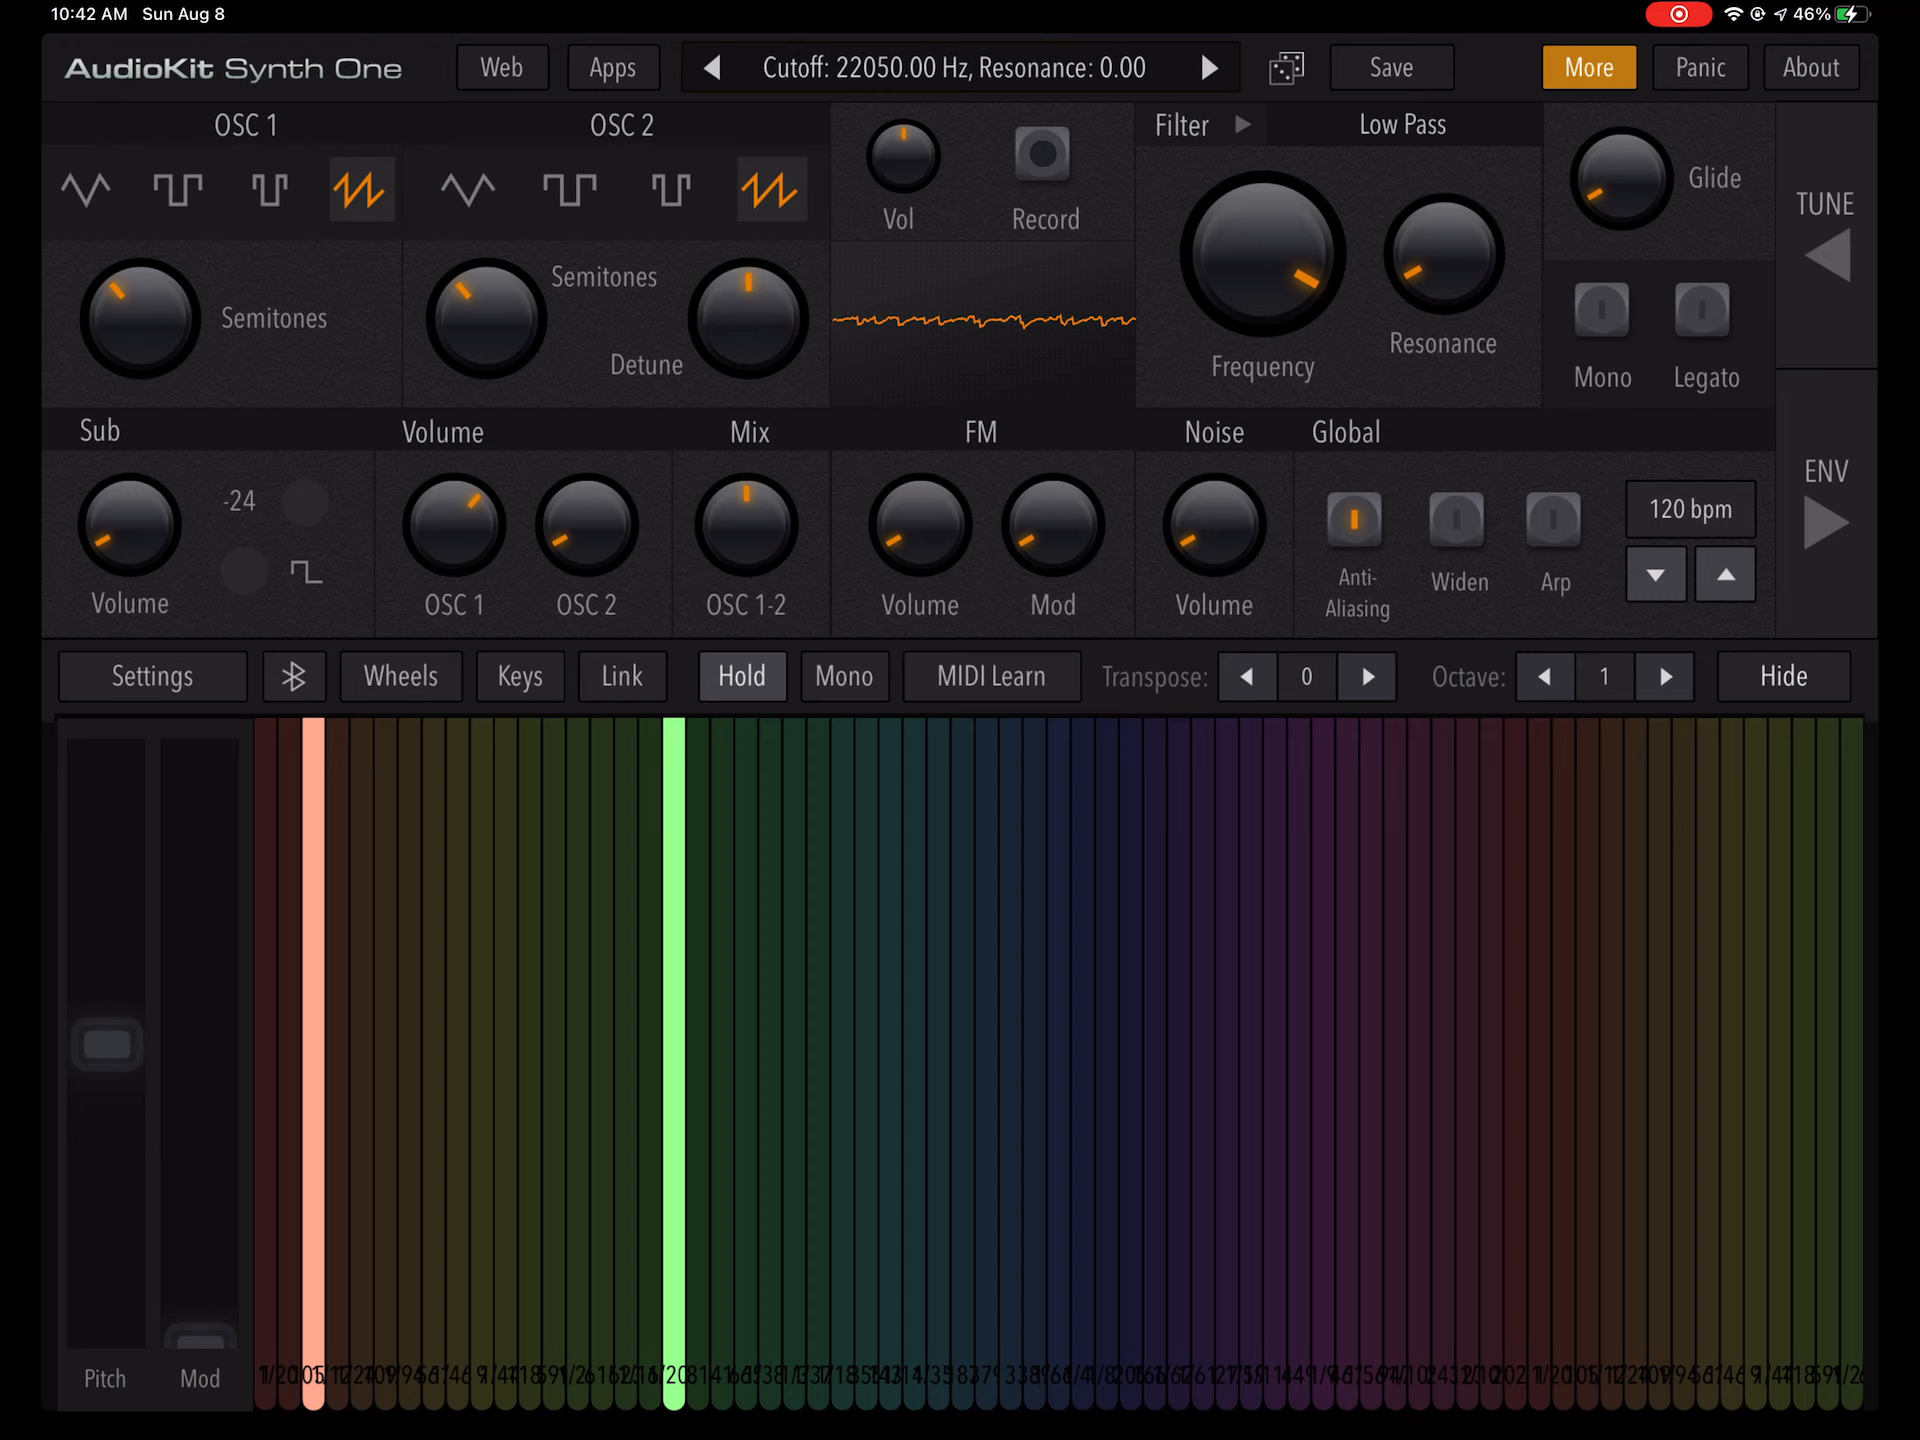 10:42 AM Sun Aug 8
46%
AudioKit Synth One
Web
Apps
Cutoff: 22050.00 Hz, Resonance: 0.00
Save
More
Panic
About
OSC 1
OSC 2
Vol
Record
Filter
Low Pass
Glide
TUNE
Semitones
Semitones
Detune
Frequency
Resonance
Mono
Legato
Sub
Volume
Mix
FM
Noise
Global
ENV
-24
120 bpm
Volume
OSC 1
OSC 2
OSC 1-2
Volume
Mod
Volume
Anti-
Aliasing
Widen
Arp
Settings
Wheels
Keys
Link
Hold
Mono
MIDI Learn
Transpose:
0
Octave:
1
Hide
Pitch
Mod